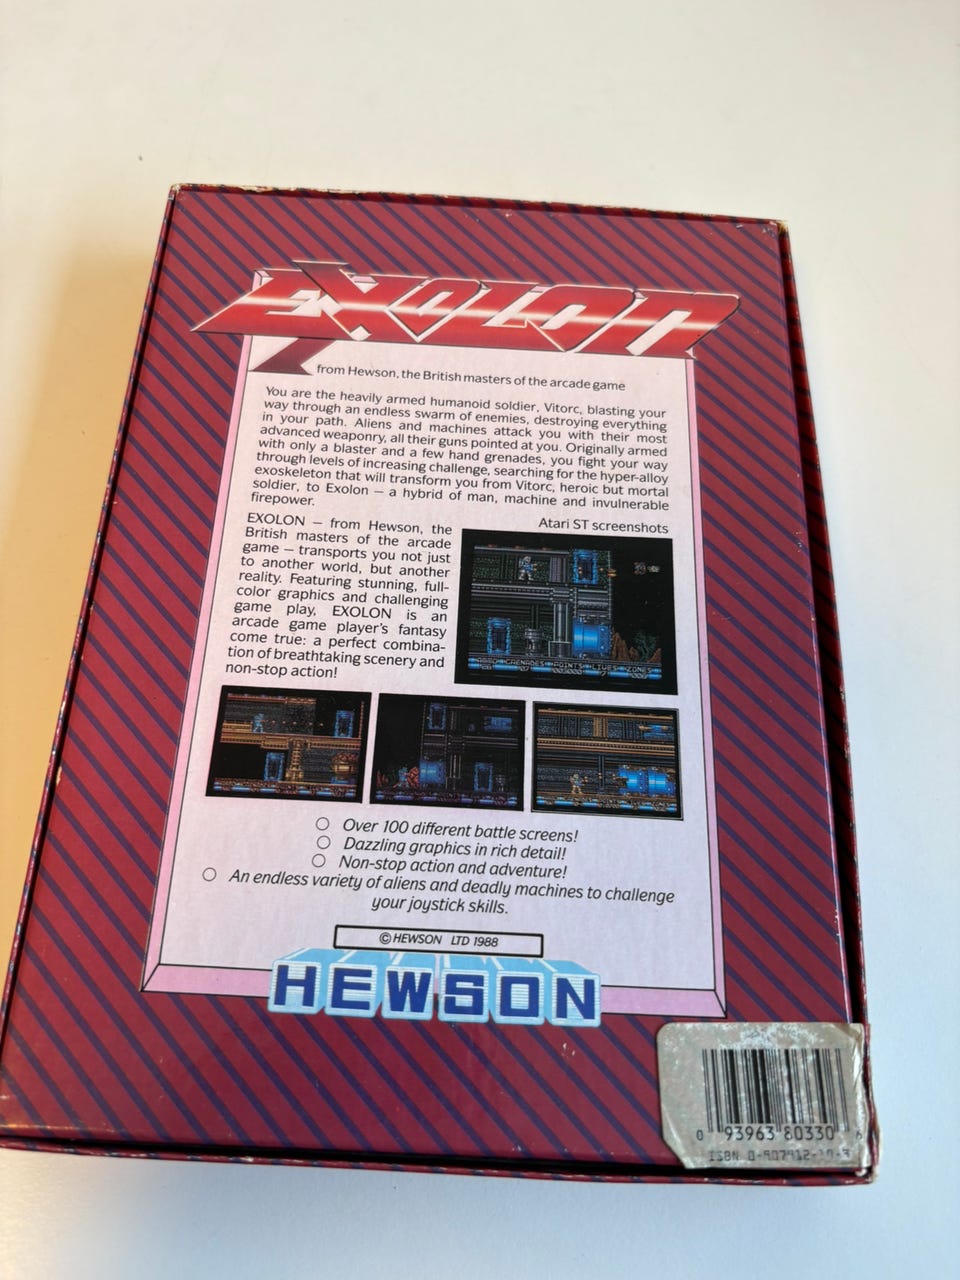 EXOLON
from Hewson, the British masters of the arcade game
You are the heavily armed humanoid soldier, Vitorc, blasting your
way through an endless swarm of enemies, destroying everything
in your path. Aliens and machines attack you with their most
advanced weaponry, all their guns pointed at you. Originally armed
with only a blaster and a few hand grenades, you fight your way
through levels of increasing challenge, searching for the hyper-alloy
exoskeleton that will transform you from Vitorc, heroic but mortal
soldier, to Exolon — a hybrid of man, machine and invulnerable
firepower.
EXOLON — from Hewson, the
British masters of the arcade
game — transports you not just
to another world, but another
reality. Featuring stunning, full-
color graphics and challenging
game play, EXOLON is an
arcade game player's fantasy
come true: a perfect combina-
tion of breathtaking scenery and
non-stop action!
Atari ST screenshots
AMMO GRENADES POINTS LIVES ZONES
○ Over 100 different battle screens!
○ Dazzling graphics in rich detail!
○ Non-stop action and adventure!
○ An endless variety of aliens and deadly machines to challenge
your joystick skills.
© HEWSON LTD 1988
HEWSON
0 93963 80330 6
ISBN